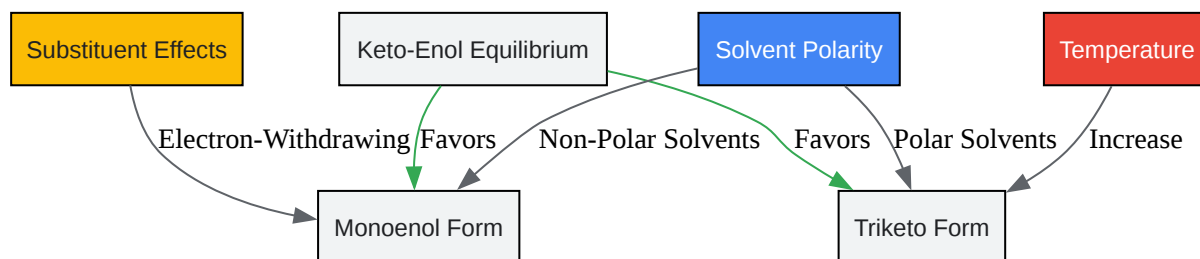 Substituent Effects
Keto-Enol Equilibrium
Solvent Polarity
Temperature
Electron-Withdrawing
Favors
Non-Polar Solvents
Favors
Polar Solvents
Increase
Monoenol Form
Triketo Form